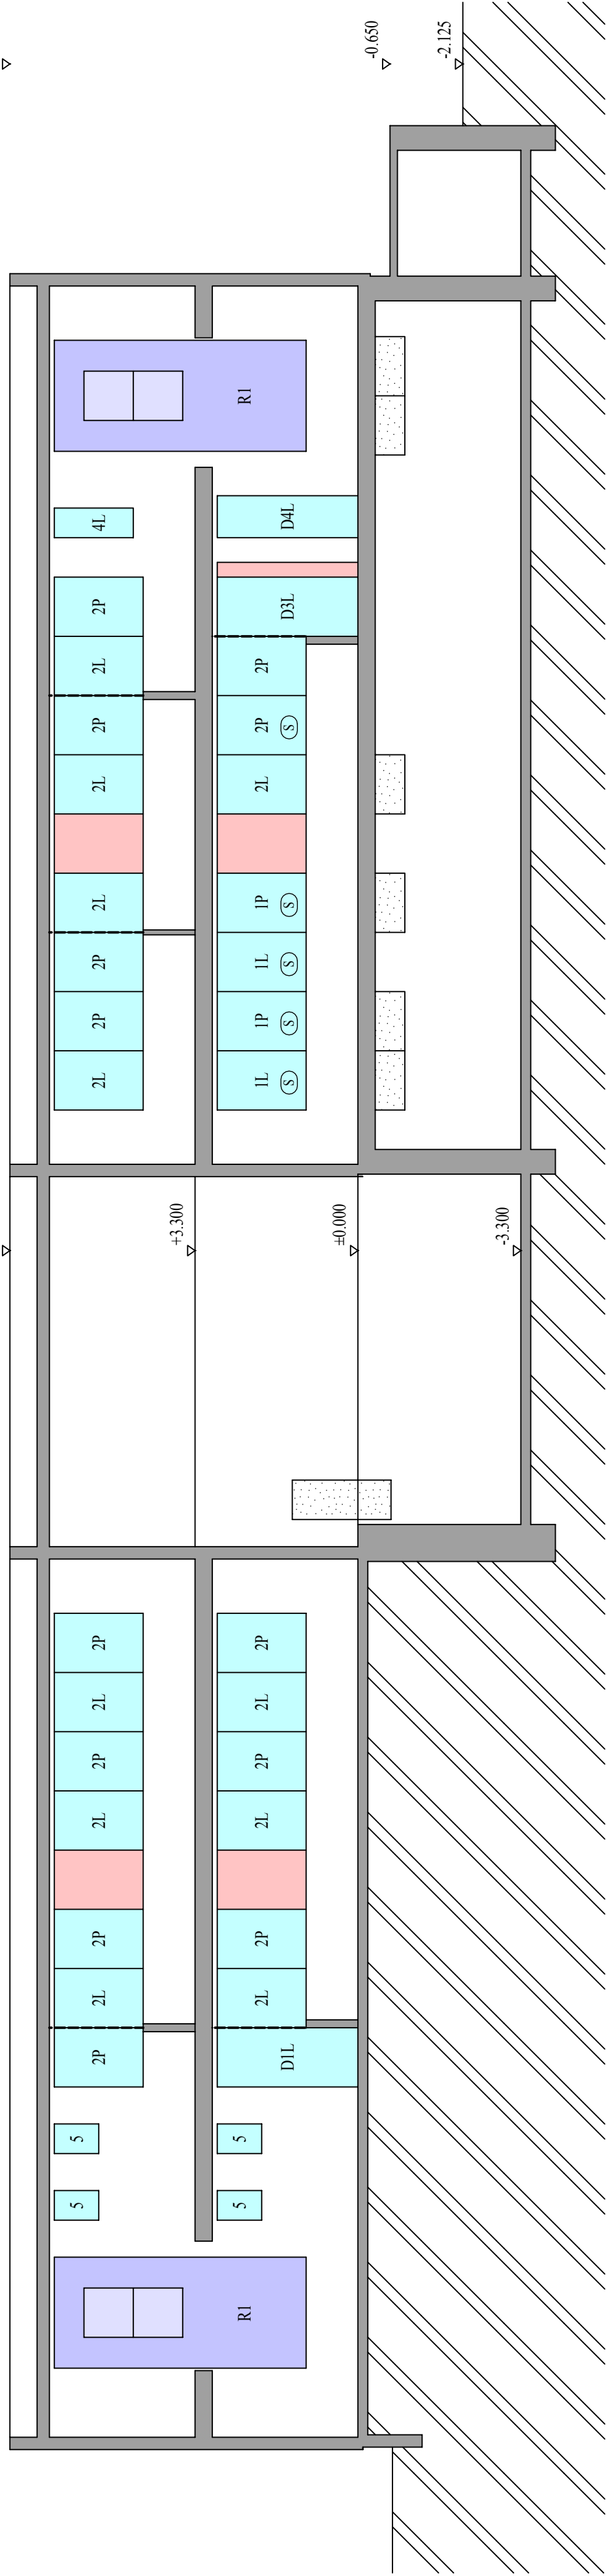 5 5 2P 2L 2P 2L 2P 2L 2P 2L 2P 2P 2L 2L 2P 2L 2P 4L
+3.300
R1 R1
5 5 D1L 2L 2P 2L 2P 2L 2P 1L 1P 1L 1P 2L 2P 2P D3L D4L
S S S S S
±0.000
-0.650
-2.125
-3.300